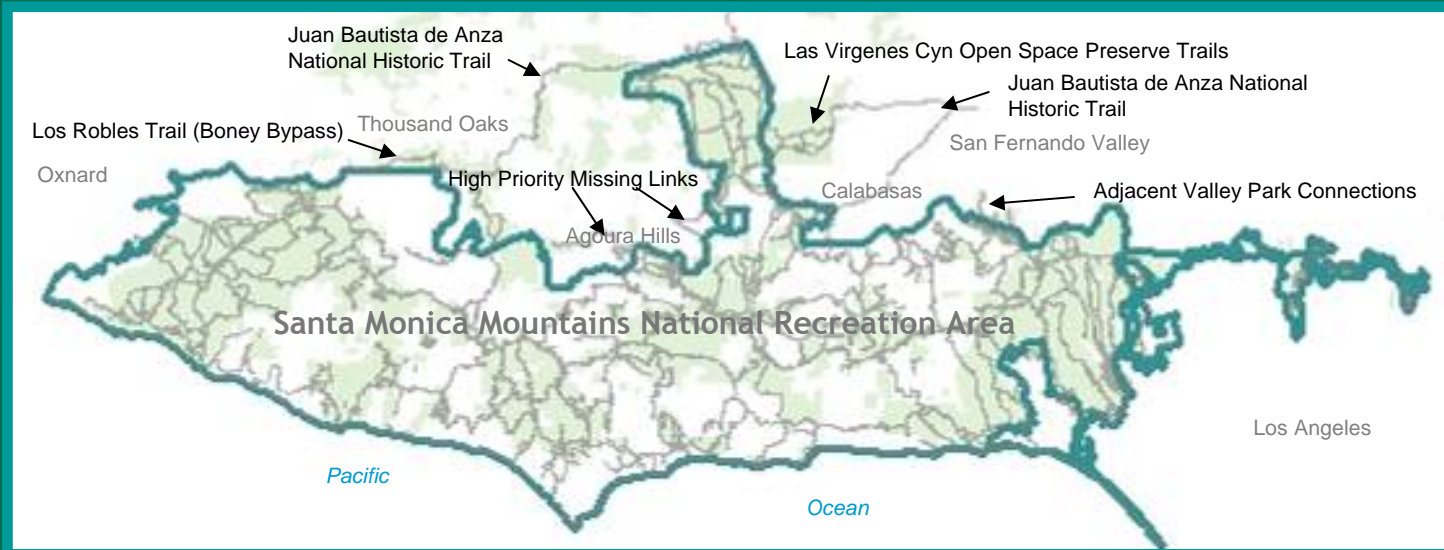 Juan Bautista de Anza
National Historic Trail
Las Virgenes Cyn Open Space Preserve Trails
Juan Bautista de Anza National
Historic Trail
Los Robles Trail (Boney Bypass)
Thousand Oaks
San Fernando Valley
Oxnard
High Priority Missing Links
Calabasas
Adjacent Valley Park Connections
Agoura Hills
Santa Monica Mountains National Recreation Area
Los Angeles
Pacific
Ocean